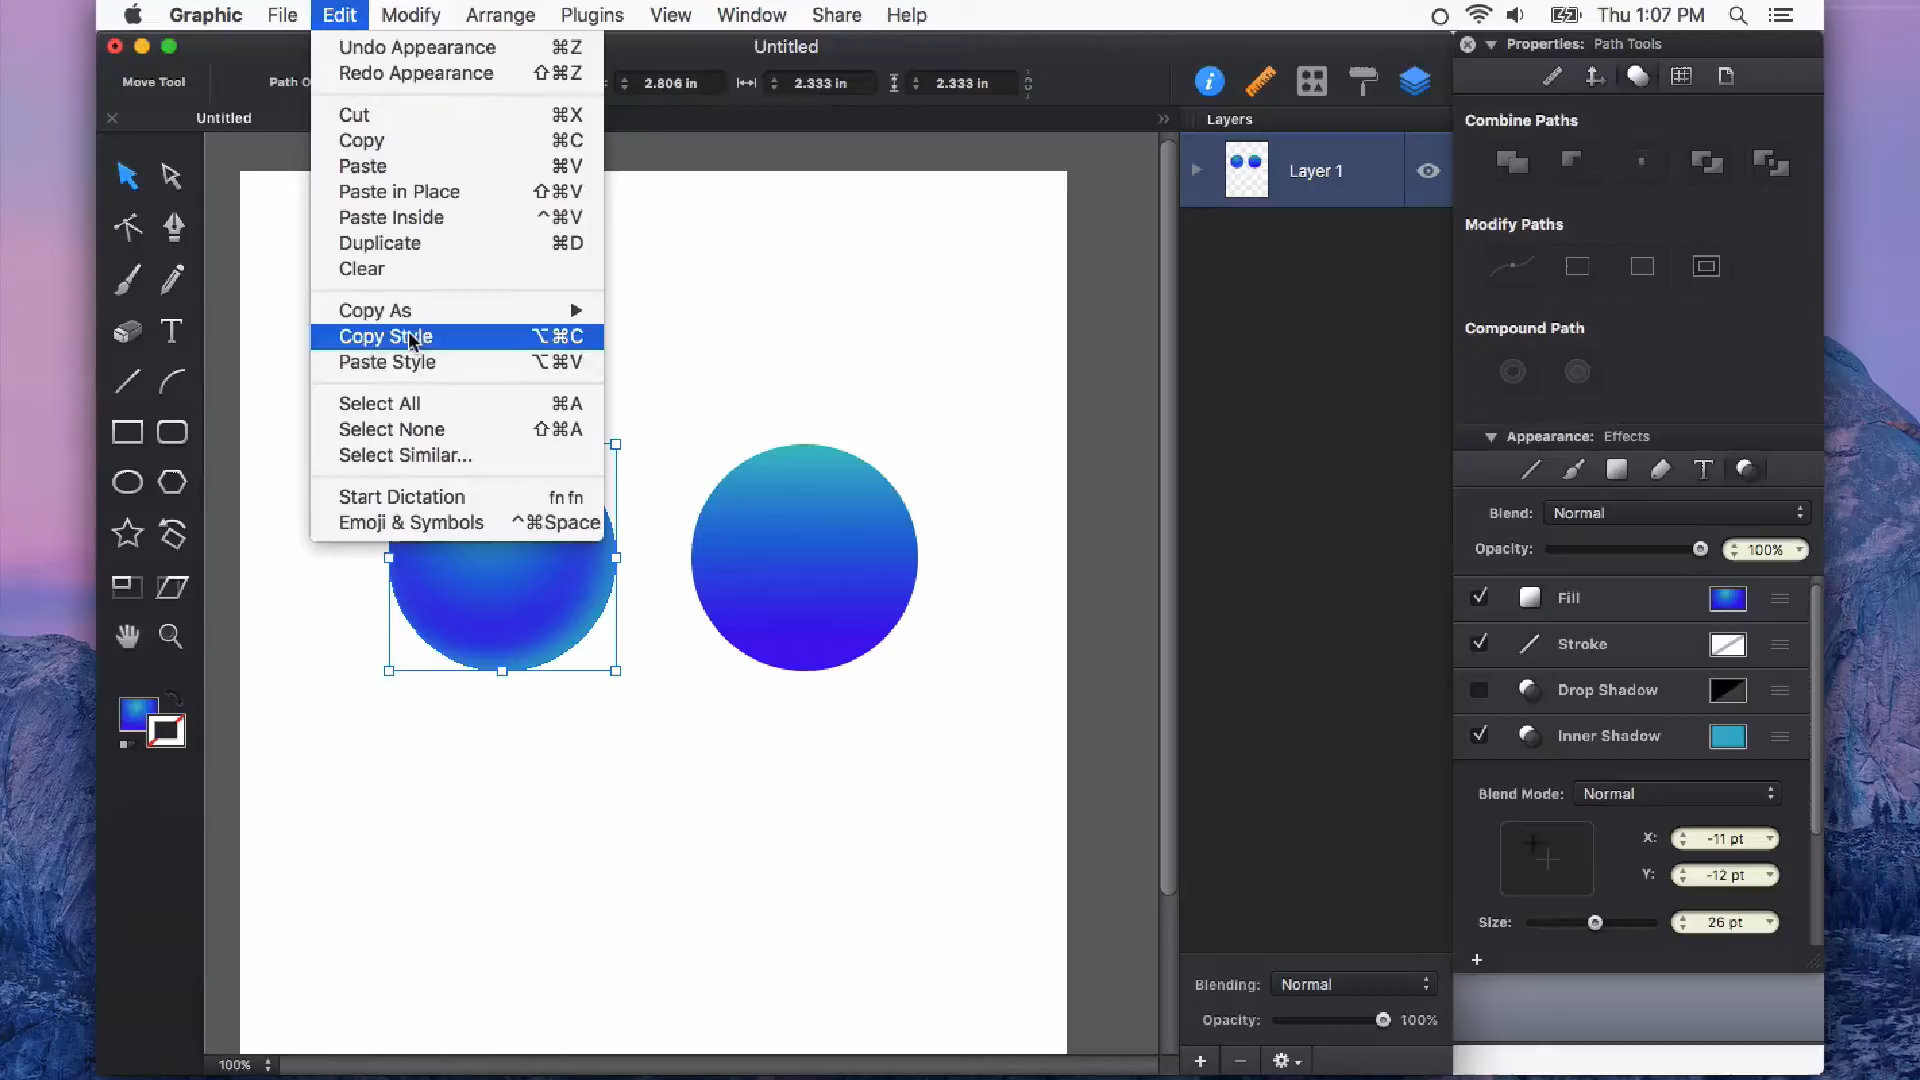 Graphic File Edit Modify Arrange Plugins View Window Share Help Thu 1:07 PM
Untitled
Properties: Path Tools
Move Tool
Path O
2.806 in
2.333 in
2.333 in
Untitled
Undo Appearance ⌘Z
Redo Appearance ⇧⌘Z
Cut ⌘X
Copy ⌘C
Paste ⌘V
Paste in Place ⇧⌘V
Paste Inside ^⌘V
Duplicate ⌘D
Clear
Copy As
Copy Style ⌥⌘C
Paste Style ⌥⌘V
Select All ⌘A
Select None ⇧⌘A
Select Similar...
Start Dictation fn fn
Emoji & Symbols ^⌘Space
Layers
Layer 1
Blending: Normal
Opacity: 100%
Combine Paths
Modify Paths
Compound Path
Appearance: Effects
Blend: Normal
Opacity: 100%
Fill
Stroke
Drop Shadow
Inner Shadow
Blend Mode: Normal
X: -11 pt
Y: -12 pt
Size: 26 pt
100%